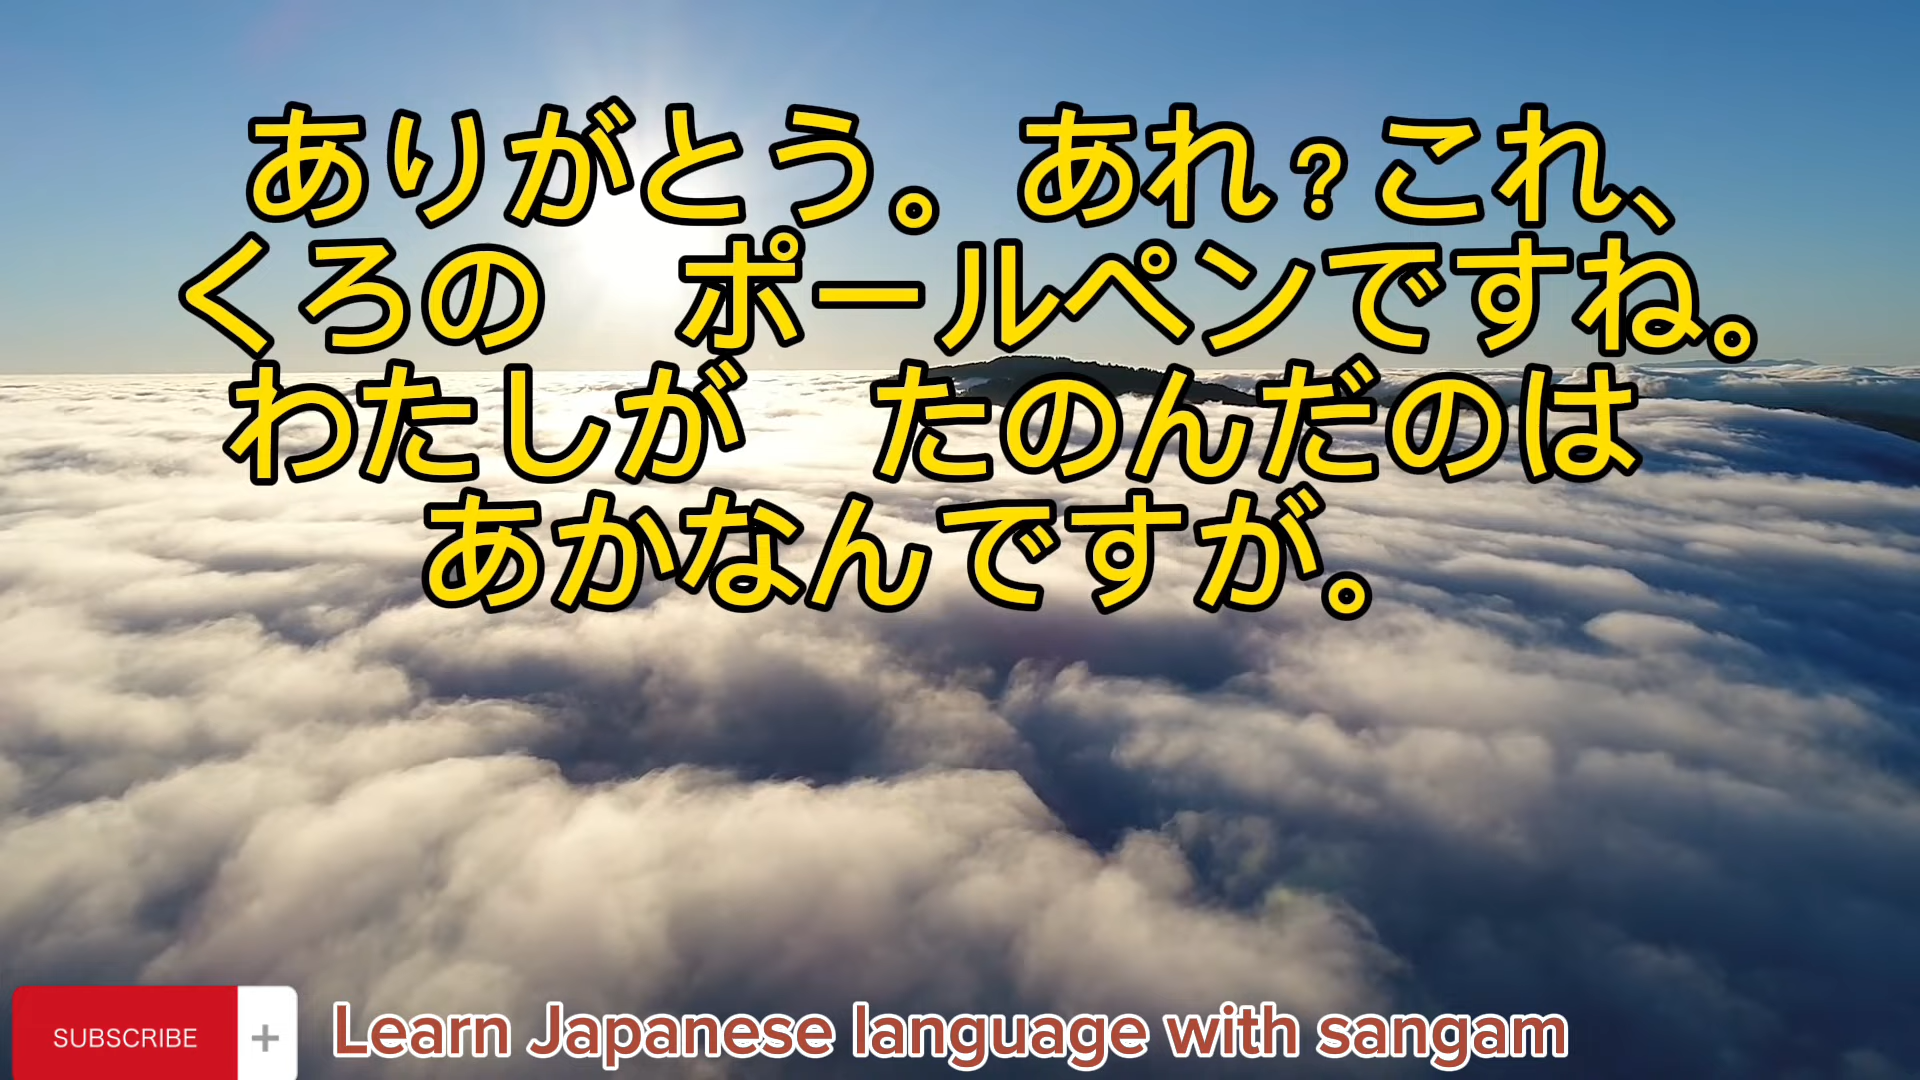 ありがとう。あれ？これ、
くろの　ポールペンですね。
わたしが　たのんだのは
あかなんですが。
SUBSCRIBE +
Learn Japanese language with sangam